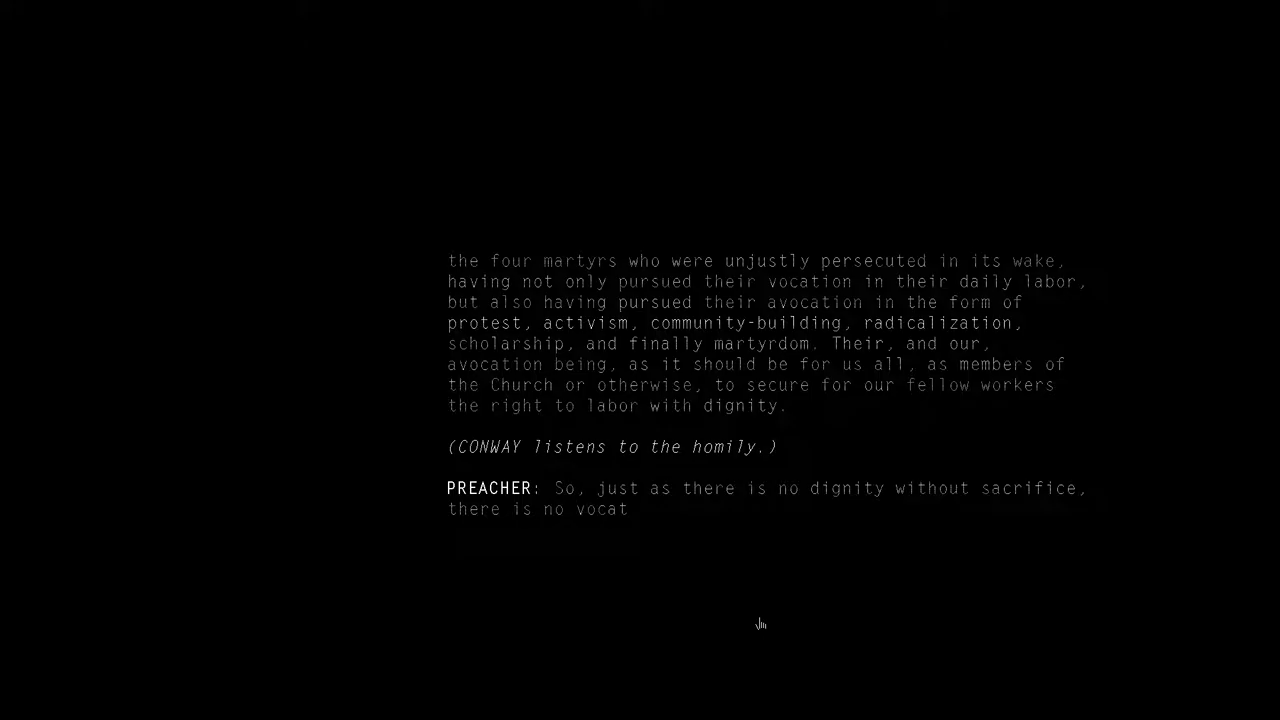 the four martyrs who were unjustly persecuted in its wake,
having not only pursued their vocation in their daily labor,
but also having pursued their avocation in the form of
protest, activism, community-building, radicalization,
scholarship, and finally martyrdom. Their, and our,
avocation being, as it should be for us all, as members of
the Church or otherwise, to secure for our fellow workers
the right to labor with dignity.
(CONWAY listens to the homily.)
PREACHER: So, just as there is no dignity without sacrifice,
there is no vocat